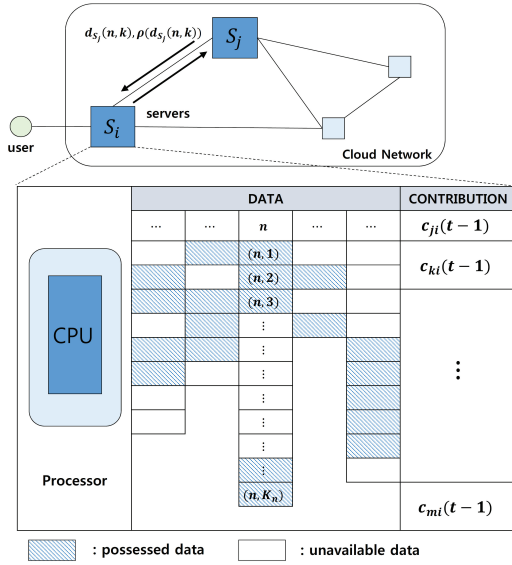 d_{S_j}(n,k), ρ(d_{S_j}(n,k))
S_j
S_i
servers
user
Cloud Network
DATA CONTRIBUTION
... ... n ... ... c_{ji}(t−1)
(n,1)
c_{ki}(t−1)
(n,2)
(n,3)
CPU
⋮
⋮
⋮
⋮
⋮
⋮
⋮
⋮
Processor
(n,K_n)
c_{mi}(t−1)
: possessed data : unavailable data